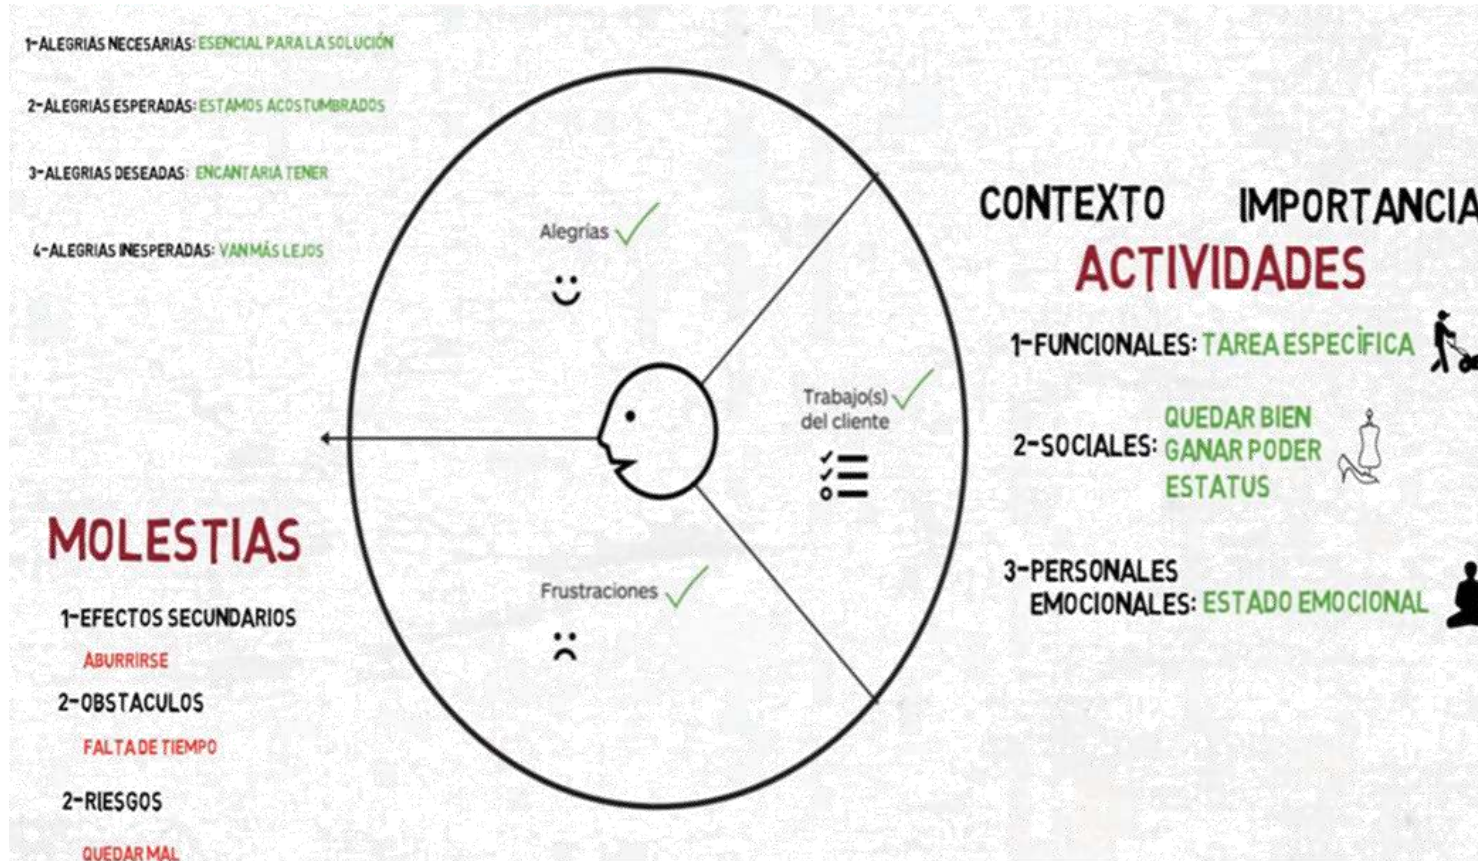 1-ALEGRIAS NECESARIAS: ESENCIAL PARA LA SOLUCIÓN
2-ALEGRIAS ESPERADAS: ESTAMOS ACOSTUMBRADOS
3-ALEGRIAS DESEADAS: ENCANTARIA TENER
4-ALEGRIAS INESPERADAS: VAN MÁS LEJOS
Alegrías
Trabajo(s)
del cliente
Frustraciones
CONTEXTO IMPORTANCIA
ACTIVIDADES
1-FUNCIONALES: TAREA ESPECÍFICA
2-SOCIALES: QUEDAR BIEN
GANAR PODER
ESTATUS
3-PERSONALES
EMOCIONALES: ESTADO EMOCIONAL
MOLESTIAS
1-EFECTOS SECUNDARIOS
ABURRIRSE
2-OBSTACULOS
FALTA DE TIEMPO
2-RIESGOS
QUEDAR MAL